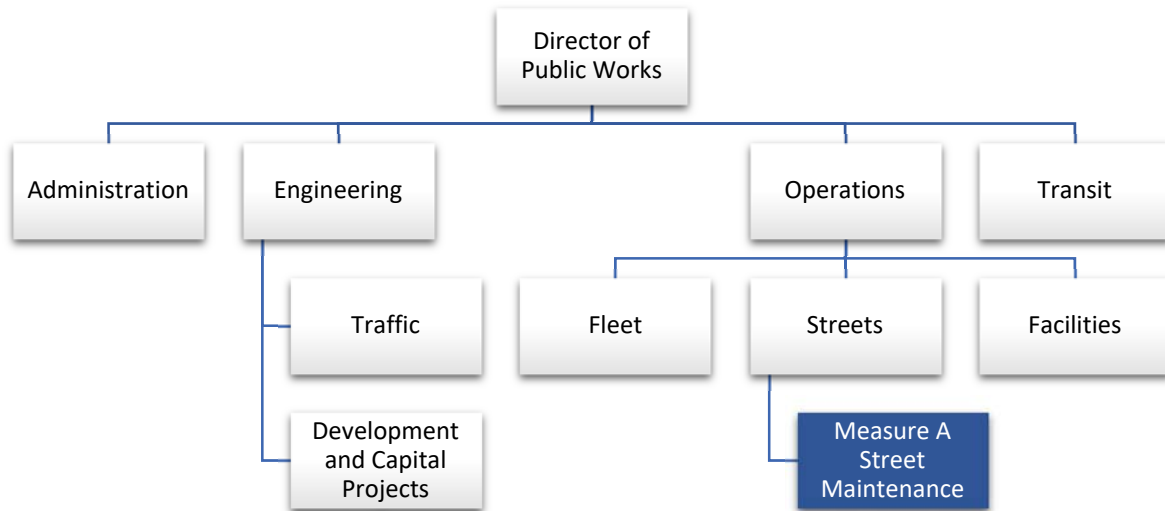 Director of
Public Works
Administration
Engineering
Operations
Transit
Traffic
Fleet
Streets
Facilities
Development
and Capital
Projects
Measure A
Street
Maintenance